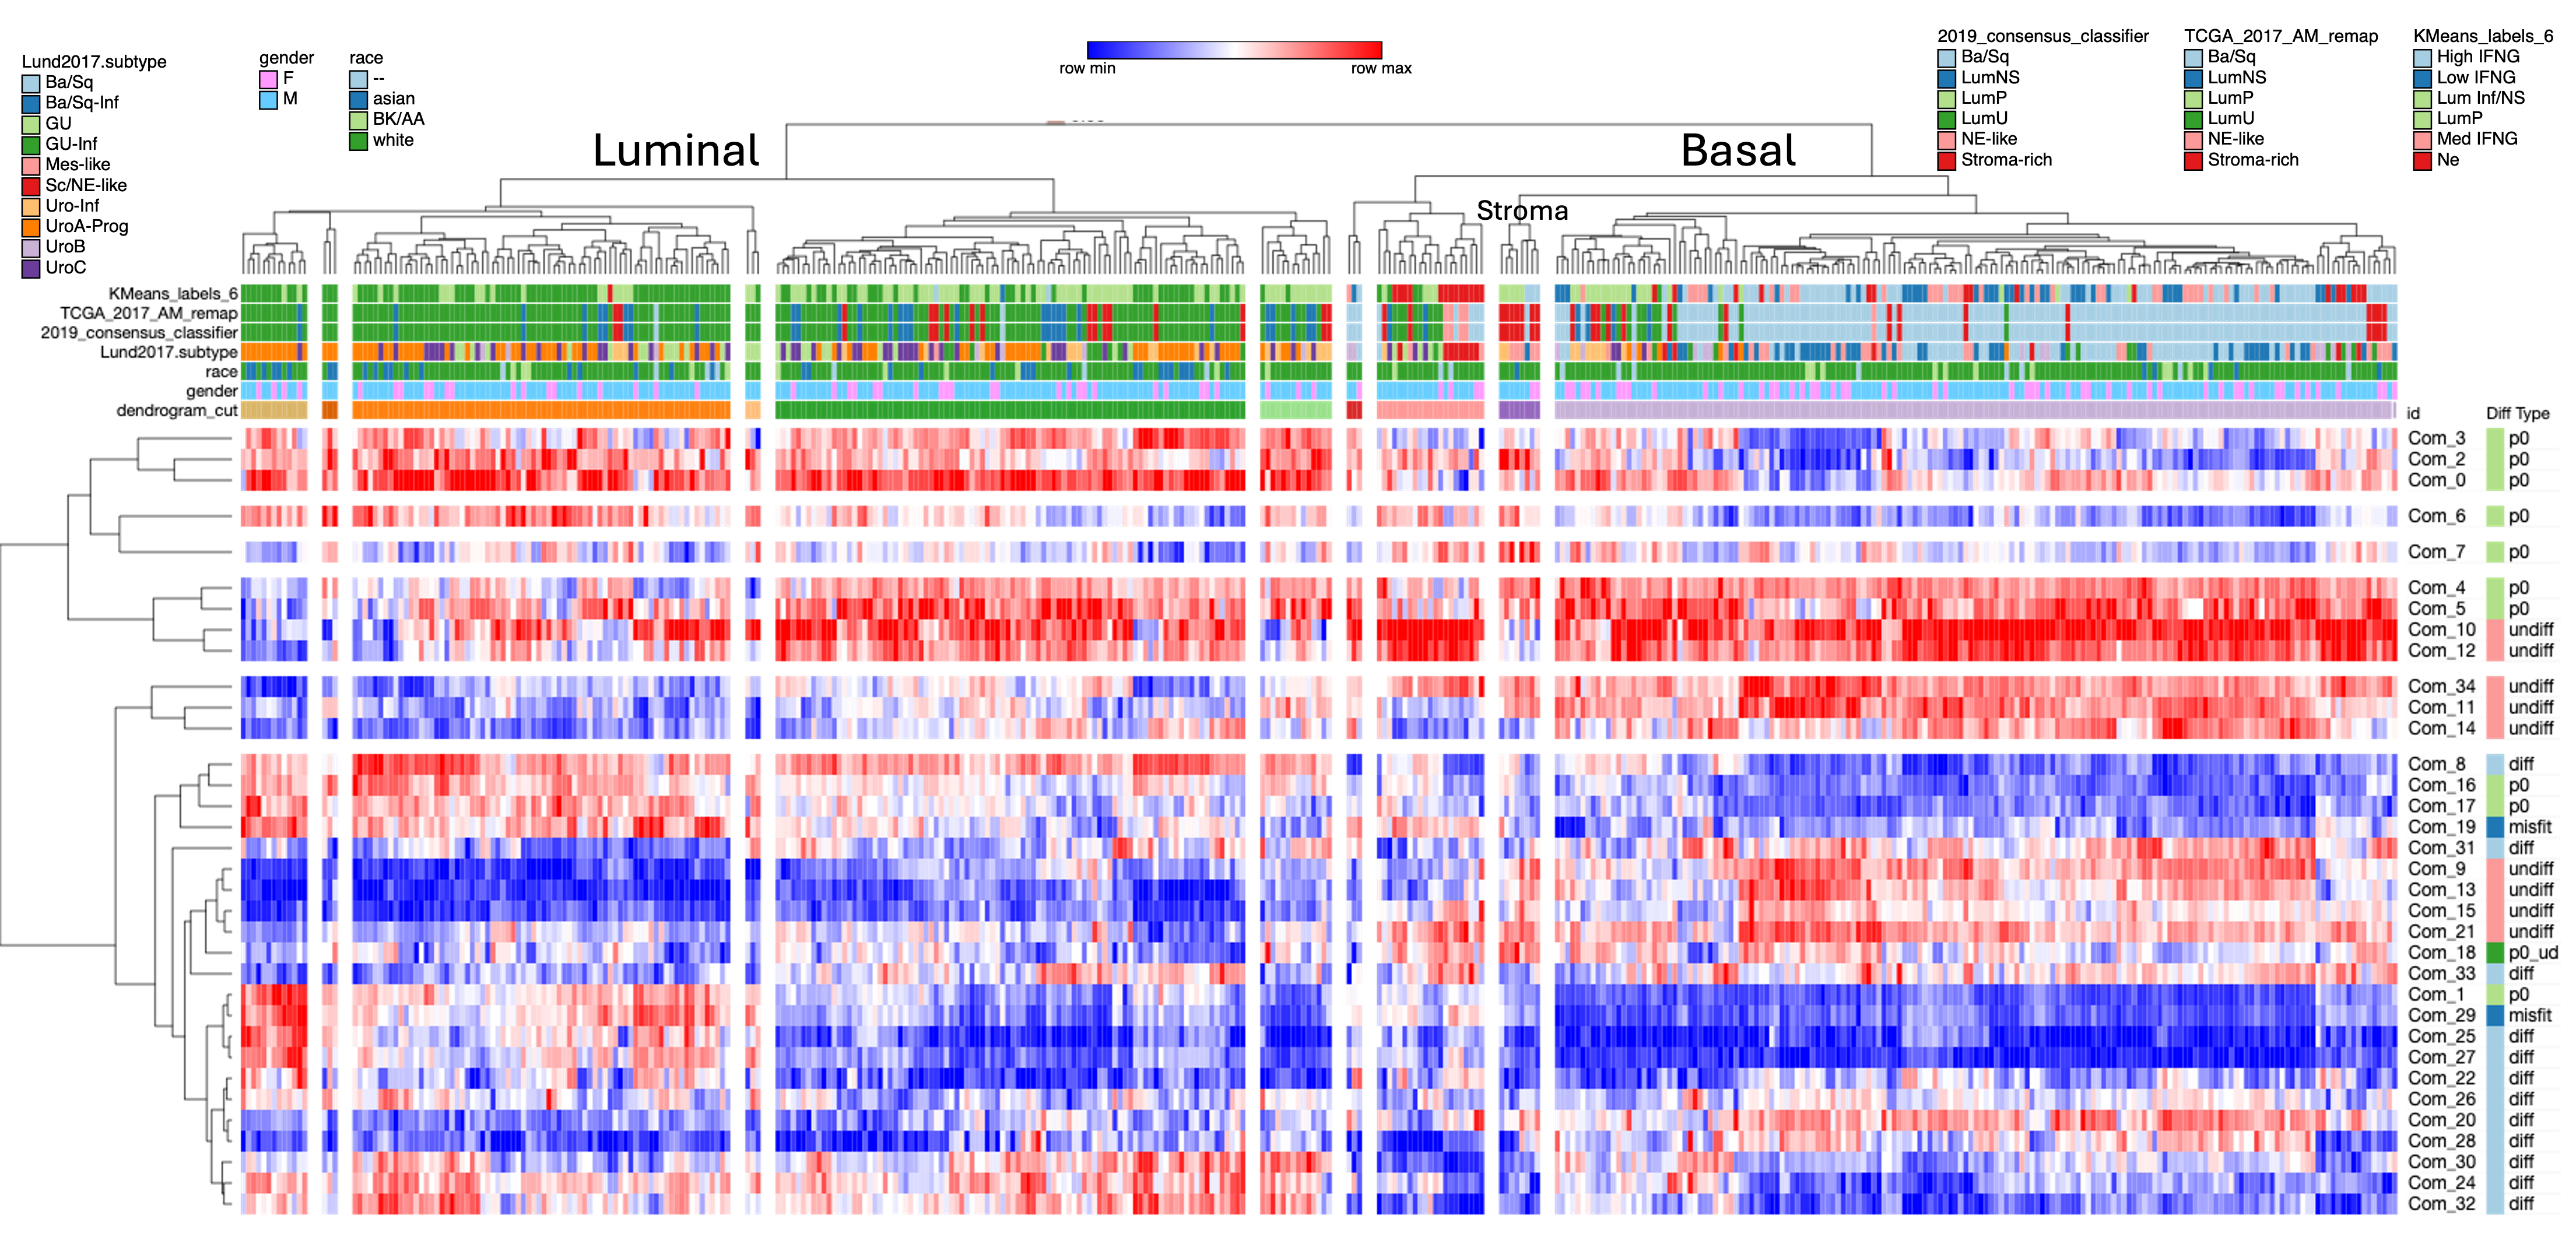 Lund2017.subtype
Ba/Sq
Ba/Sq-Inf
GU
GU-Inf
Mes-like
Sc/NE-like
Uro-Inf
UroA-Prog
UroB
UroC
gender
F
M
race
--
asian
BK/AA
white
row min
row max
2019_consensus_classifier
Ba/Sq
LumNS
LumP
LumU
NE-like
Stroma-rich
TCGA_2017_AM_remap
Ba/Sq
LumNS
LumP
LumU
NE-like
Stroma-rich
KMeans_labels_6
High IFNG
Low IFNG
Lum Inf/NS
LumP
Med IFNG
Ne
Luminal
Basal
Stroma
KMeans_labels_6
TCGA_2017_AM_remap
2019_consensus_classifier
Lund2017.subtype
race
gender
dendrogram_cut
id Diff Type
Com_3 p0
Com_2 p0
Com_0 p0
Com_6 p0
Com_7 p0
Com_4 p0
Com_5 p0
Com_10 undiff
Com_12 undiff
Com_34 undiff
Com_11 undiff
Com_14 undiff
Com_8 diff
Com_16 p0
Com_17 p0
Com_19 misfit
Com_31 diff
Com_9 undiff
Com_13 undiff
Com_15 undiff
Com_21 undiff
Com_18 p0_ud
Com_33 diff
Com_1 p0
Com_29 misfit
Com_25 diff
Com_27 diff
Com_22 diff
Com_26 diff
Com_20 diff
Com_28 diff
Com_30 diff
Com_24 diff
Com_32 diff